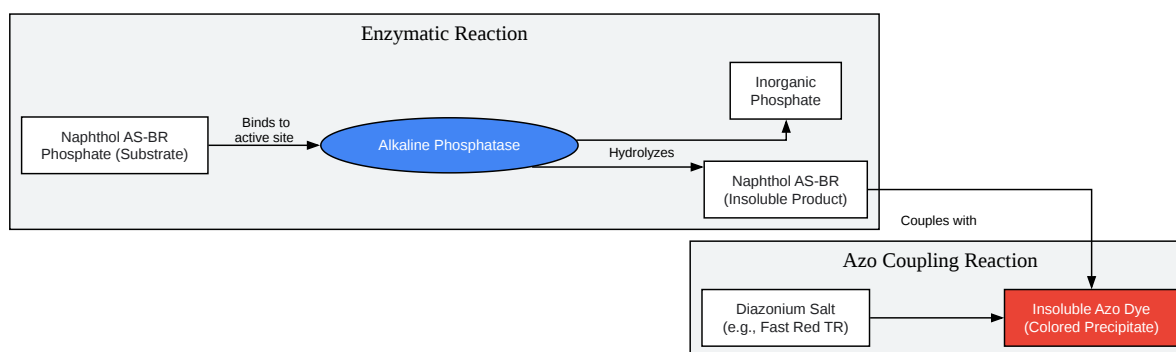 Enzymatic Reaction
Inorganic
Phosphate
Binds to
active site
Naphthol AS-BR
Phosphate (Substrate)
Alkaline Phosphatase
Hydrolyzes
Naphthol AS-BR
(Insoluble Product)
Couples with
Azo Coupling Reaction
Diazonium Salt
(e.g., Fast Red TR)
Insoluble Azo Dye
(Colored Precipitate)